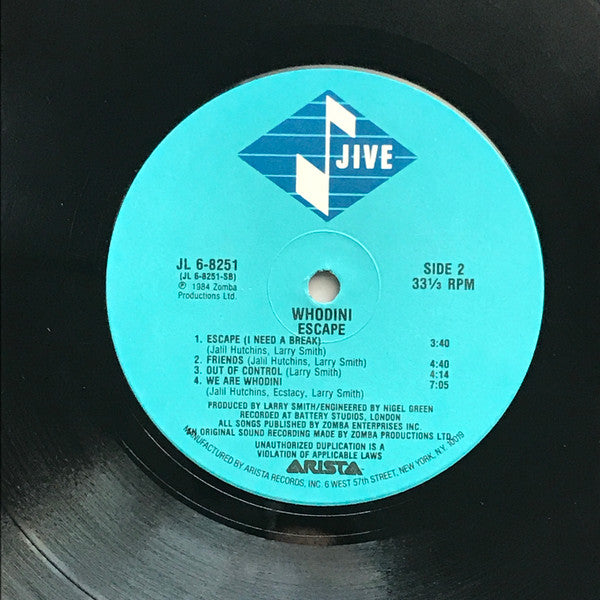 JIVE
JL 6-8251
(JL 6-8251-SB)
℗ 1984 Zomba
Productions Ltd.
SIDE 2
33⅓ RPM
WHODINI
ESCAPE
1. ESCAPE (I NEED A BREAK) 3:40
(Jalil Hutchins, Larry Smith)
2. FRIENDS (Jalil Hutchins, Larry Smith) 4:40
3. OUT OF CONTROL (Larry Smith) 4:14
4. WE ARE WHODINI 7:05
(Jalil Hutchins, Ecstacy, Larry Smith)
PRODUCED BY LARRY SMITH/ENGINEERED BY NIGEL GREEN
RECORDED AT BATTERY STUDIOS, LONDON
ALL SONGS PUBLISHED BY ZOMBA ENTERPRISES INC.
AN ORIGINAL SOUND RECORDING MADE BY ZOMBA PRODUCTIONS LTD.
UNAUTHORIZED DUPLICATION IS A
VIOLATION OF APPLICABLE LAWS
ARISTA
MANUFACTURED BY ARISTA RECORDS, INC. 6 WEST 57th STREET, NEW YORK, N.Y. 10019